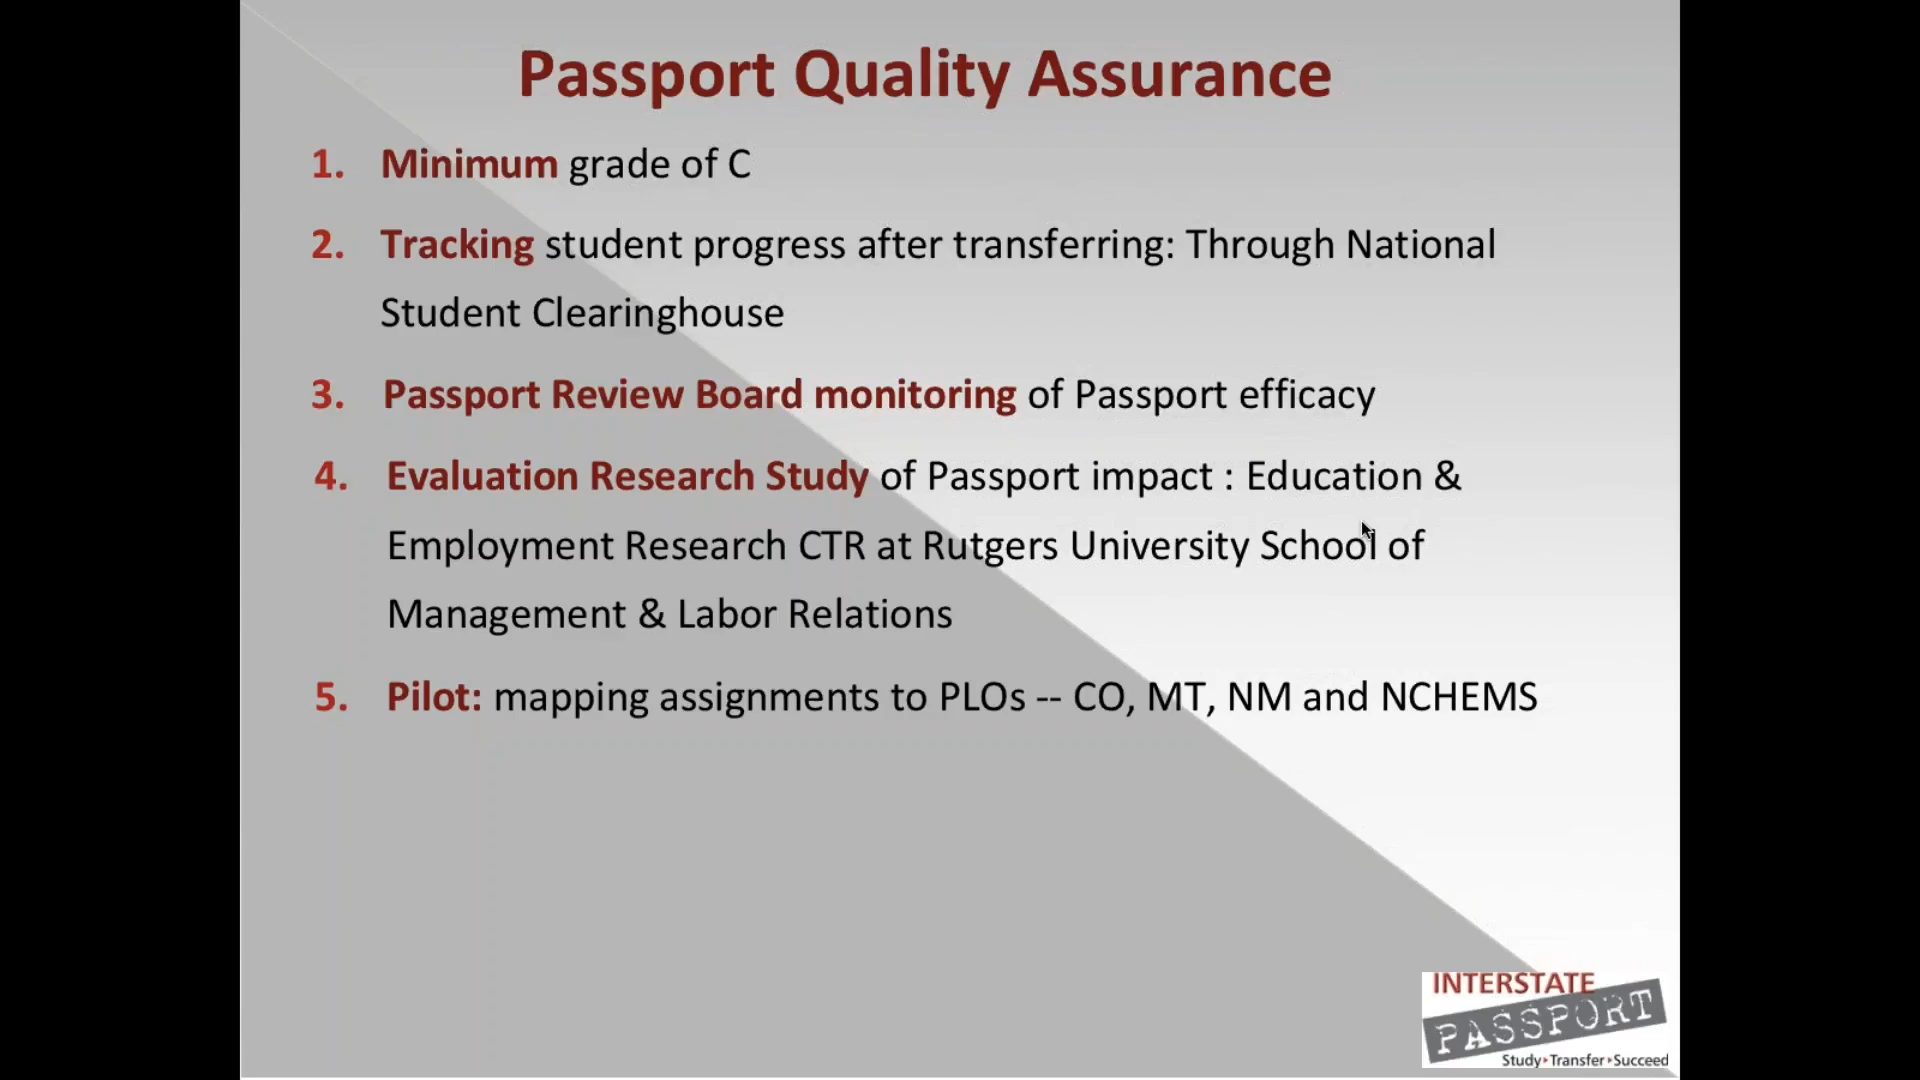 Passport Quality Assurance
1. Minimum grade of C
2. Tracking student progress after transferring: Through National
Student Clearinghouse
3. Passport Review Board monitoring of Passport efficacy
4. Evaluation Research Study of Passport impact : Education &
Employment Research CTR at Rutgers University School of
Management & Labor Relations
5. Pilot: mapping assignments to PLOs -- CO, MT, NM and NCHEMS
INTERSTATE
PASSPORT
Study▸Transfer▸Succeed